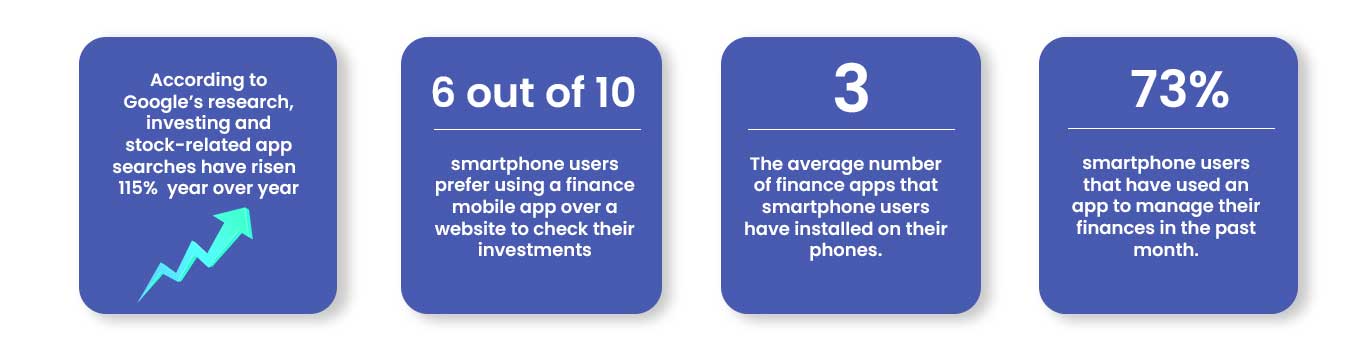 According to
Google's research,
investing and
stock-related app
searches have risen
115% year over year
6 out of 10
smartphone users
prefer using a finance
mobile app over a
website to check their
investments
3
The average number
of finance apps that
smartphone users
have installed on their
phones.
73%
smartphone users
that have used an
app to manage their
finances in the past
month.